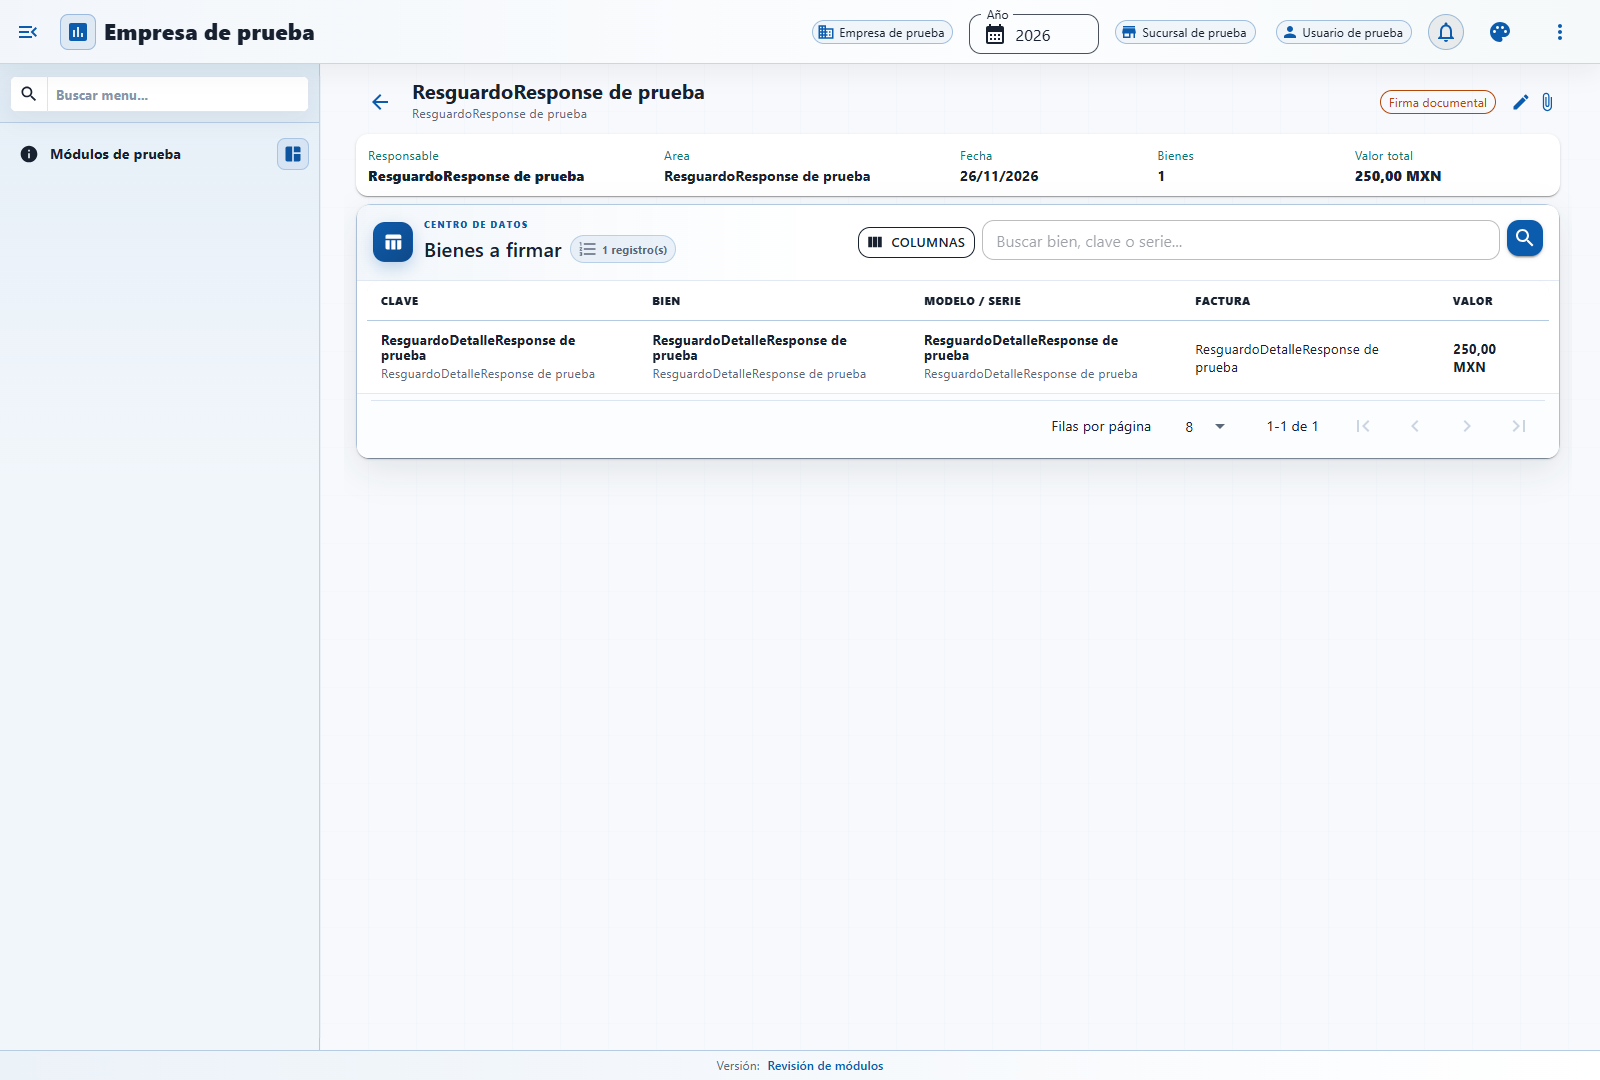 Empresa de prueba
Empresa de prueba
Año
2026
Sucursal de prueba
Usuario de prueba
Buscar menu...
Módulos de prueba
ResguardoResponse de prueba
ResguardoResponse de prueba
Firma documental
Responsable
ResguardoResponse de prueba
Area
ResguardoResponse de prueba
Fecha
26/11/2026
Bienes
1
Valor total
250,00 MXN
CENTRO DE DATOS
Bienes a firmar
1 registro(s)
COLUMNAS
Buscar bien, clave o serie...
CLAVE
BIEN
MODELO / SERIE
FACTURA
VALOR
ResguardoDetalleResponse de
prueba
ResguardoDetalleResponse de prueba
ResguardoDetalleResponse de
prueba
ResguardoDetalleResponse de prueba
ResguardoDetalleResponse de
prueba
ResguardoDetalleResponse de prueba
ResguardoDetalleResponse de
prueba
250,00
MXN
Filas por página
8
1-1 de 1
Versión: Revisión de módulos